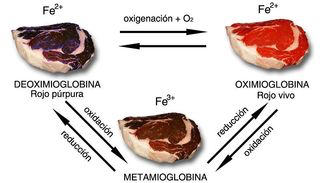 Fe2+
oxigenación + O2
Fe2+
DEOXIMIOGLOBINA
Rojo púrpura
OXIMIOGLOBINA
Rojo vivo
Fe3+
oxidación
reducción
reducción
oxidación
METAMIOGLOBINA